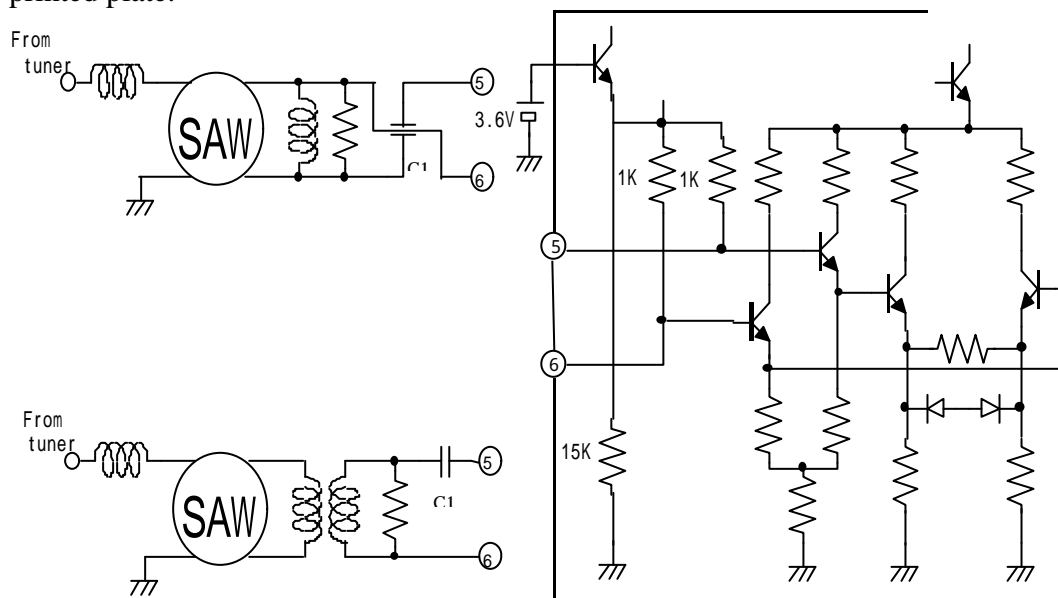 printed plate.
From
tuner
SAW
C1
5
6
3.6V
1K
1K
5
6
15K
From
tuner
SAW
C1
5
6